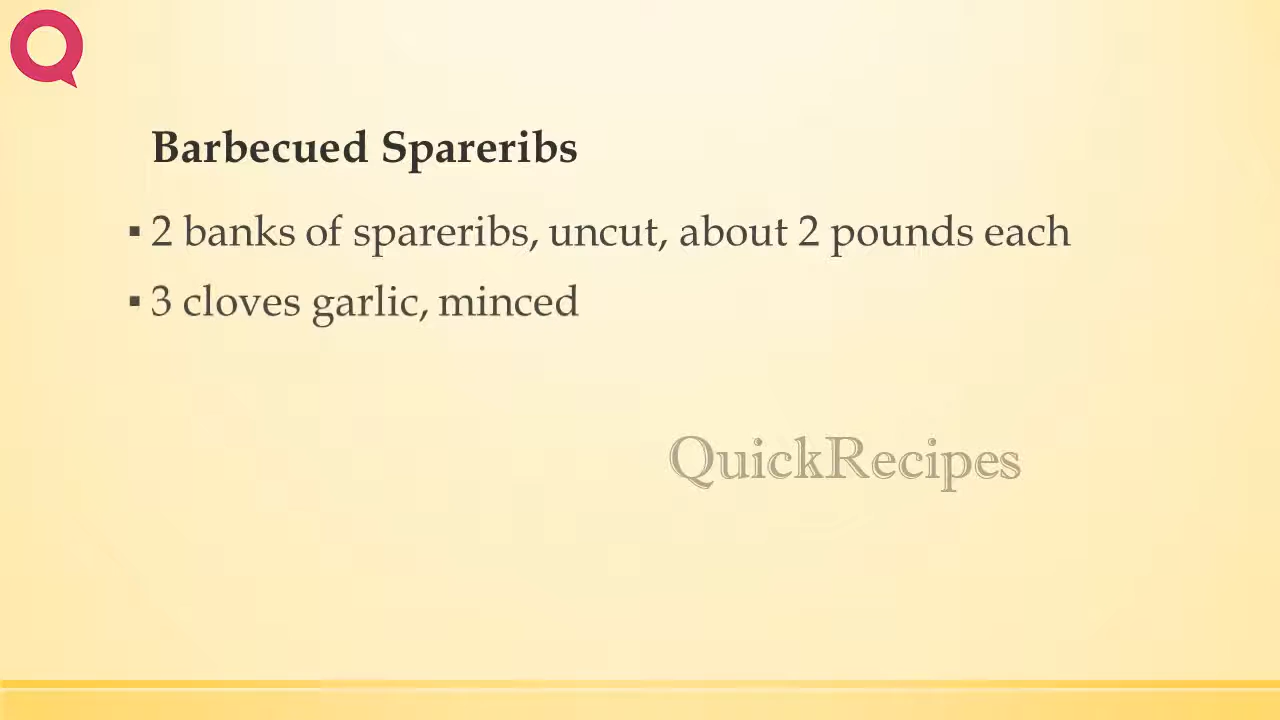 Barbecued Spareribs
▪ 2 banks of spareribs, uncut, about 2 pounds each
▪ 3 cloves garlic, minced
QuickRecipes